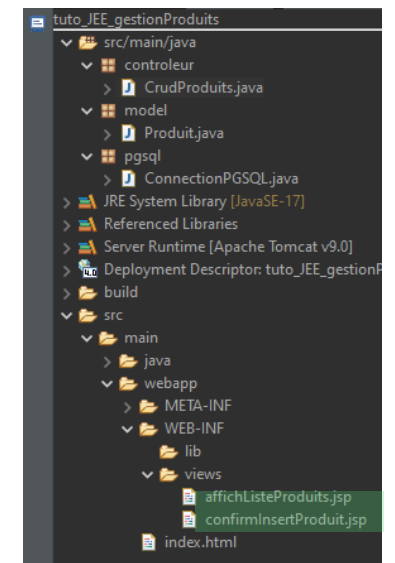 tuto_JEE_gestionProduits
src/main/java
controleur
CrudProduits.java
model
Produit.java
pgsql
ConnectionPGSQL.java
JRE System Library [JavaSE-17]
Referenced Libraries
Server Runtime [Apache Tomcat v9.0]
Deployment Descriptor: tuto_JEE_gestionP
build
src
main
java
webapp
META-INF
WEB-INF
lib
views
affichListeProduits.jsp
confirmInsertProduit.jsp
index.html